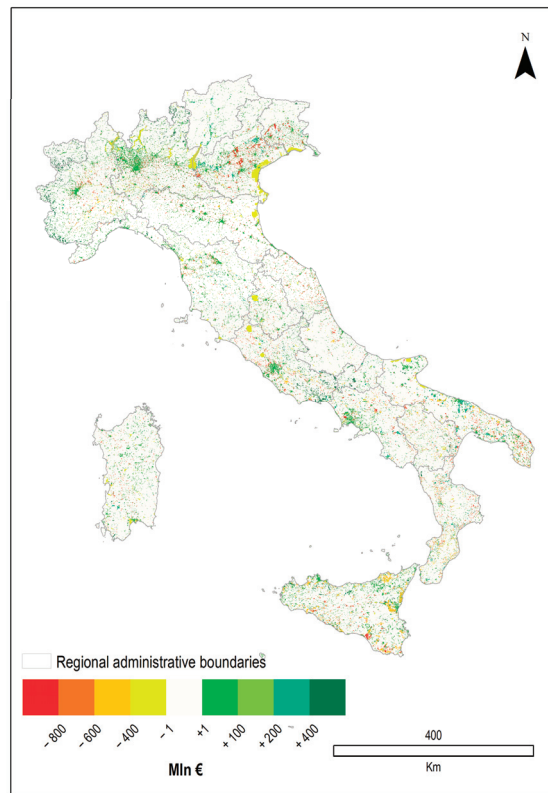 N
Regional administrative boundaries
- 800
- 600
- 400
- 1
+1
+ 100
+ 200
+ 400
Mln €
400
Km